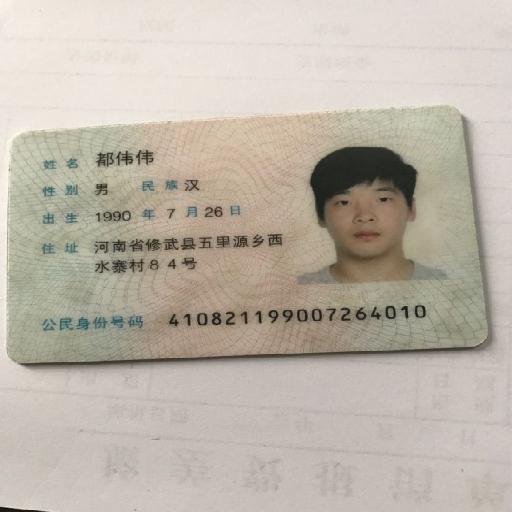 姓名 都伟伟
性别 男 民族 汉
出生 1990 年 7 月 26 日
住址 河南省修武县五里源乡西
水寨村８４号
公民身份号码 410821199007264010